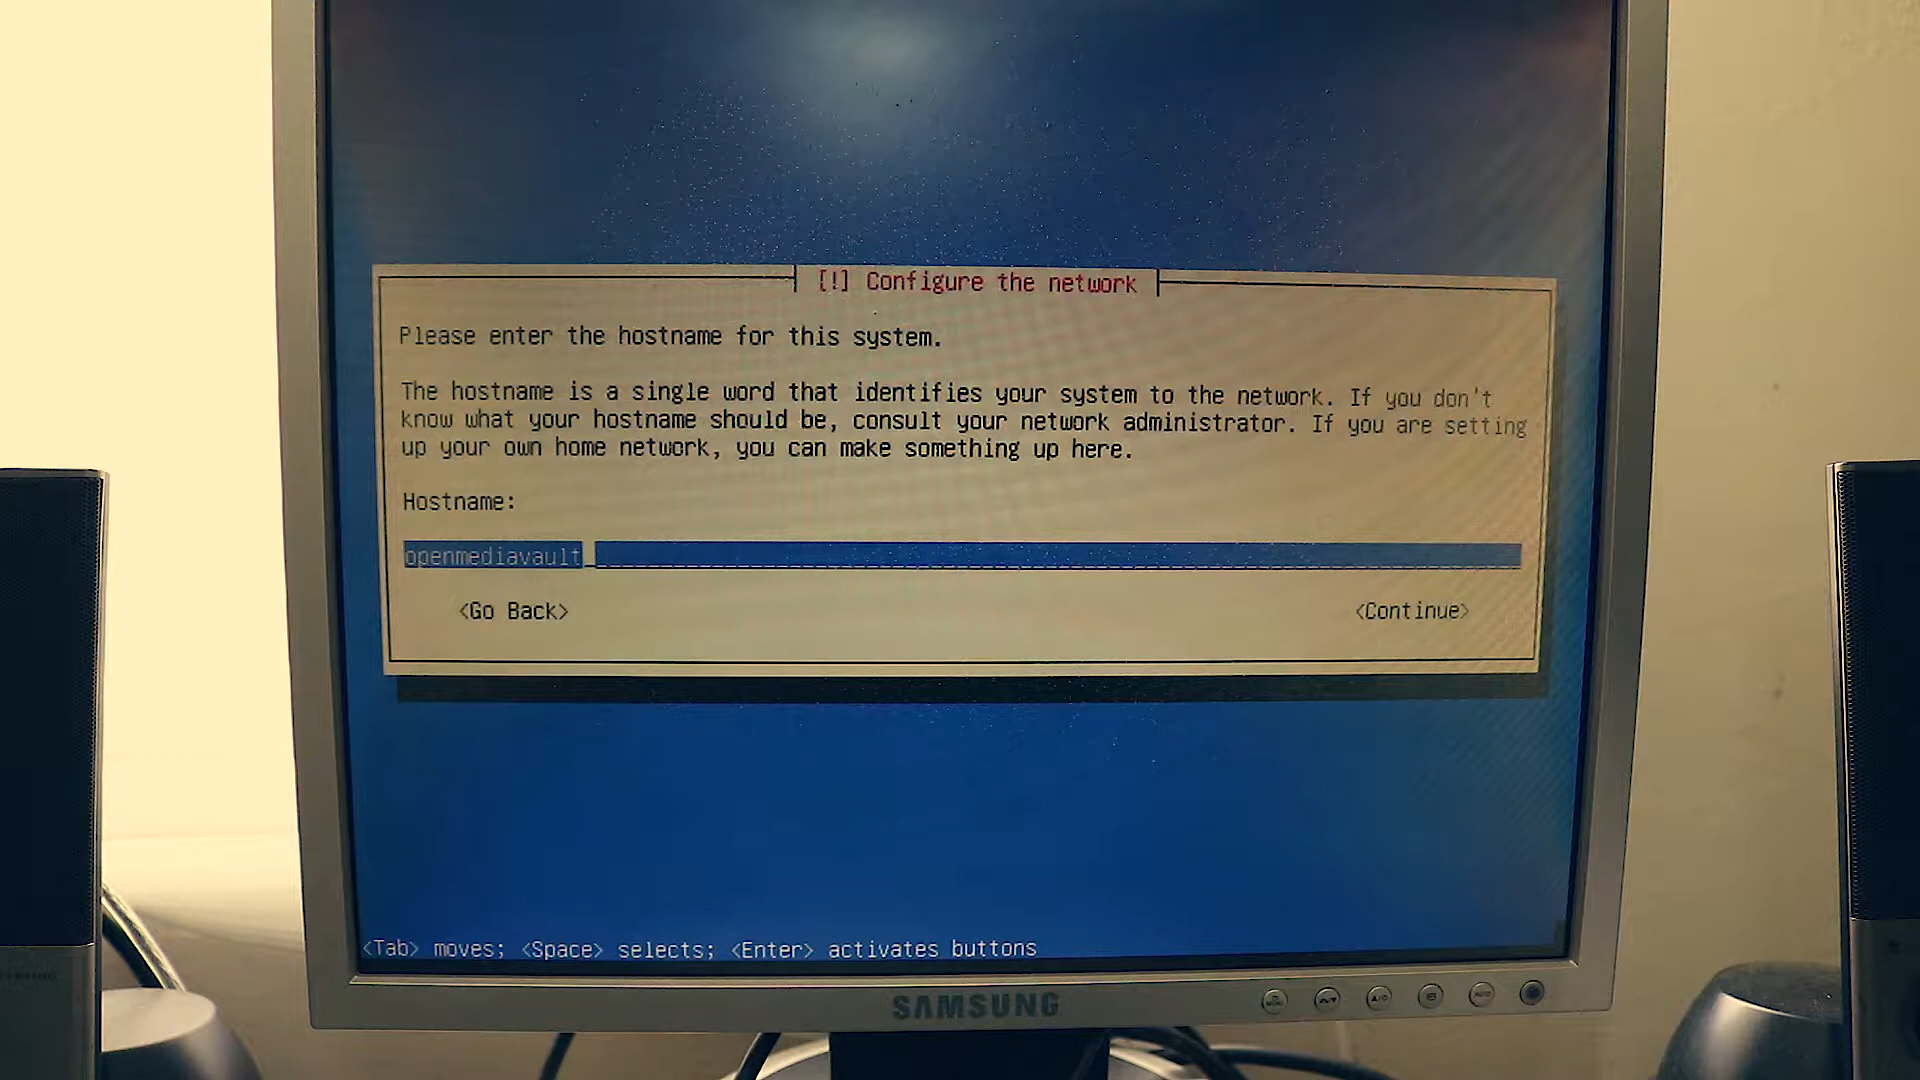 [!] Configure the network
Please enter the hostname for this system.
The hostname is a single word that identifies your system to the network. If you don't
know what your hostname should be, consult your network administrator. If you are setting
up your own home network, you can make something up here.
Hostname:
openmediavault
<Go Back>
<Continue>
<Tab> moves; <Space> selects; <Enter> activates buttons
SAMSUNG